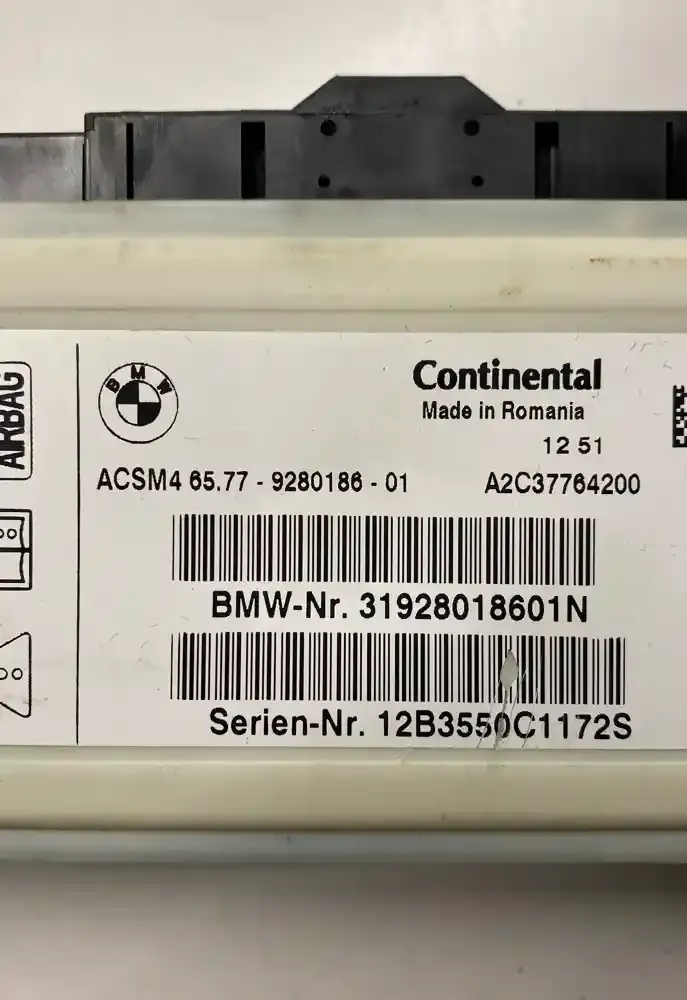 AIRBAG
BMW
Continental
Made in Romania
12 51
ACSM4 65.77 - 9280186 - 01 A2C37764200
BMW-Nr. 31928018601N
Serien-Nr. 12B3550C1172S